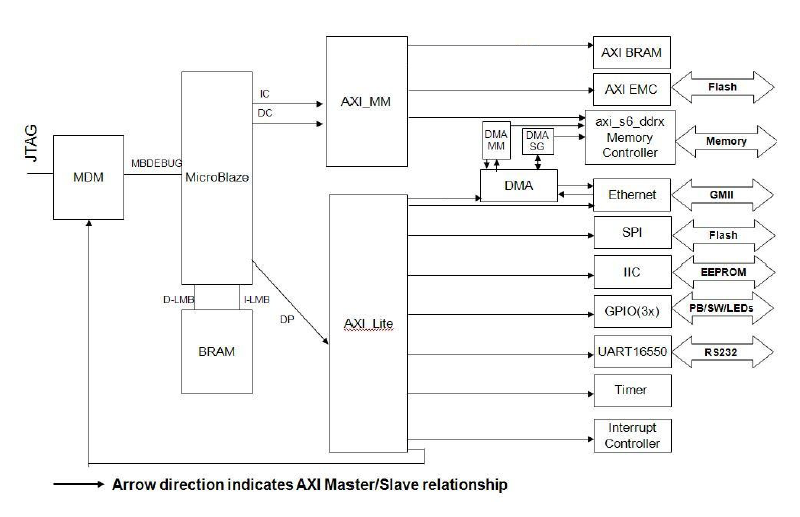 AXI BRAM
IC
DC
AXI_MM
AXI EMC
Flash
JTAG
MDM
MBDEBUG
MicroBlaze
DMA
MM
DMA
SG
axi_s6_ddrx
Memory
Controller
Memory
DMA
Ethernet
GMII
SPI
Flash
IIC
EEPROM
D-LMB
I-LMB
DP
AXI_Lite
GPIO(3x)
PB/SW/LEDs
BRAM
UART16550
RS232
Timer
Interrupt
Controller
Arrow direction indicates AXI Master/Slave relationship